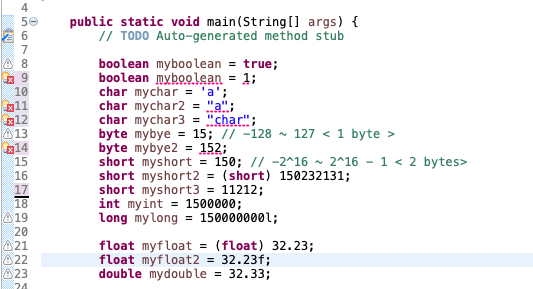 4
5 public static void main(String[] args) {
6 // TODO Auto-generated method stub
7
8 boolean myboolean = true;
9 boolean myboolean = 1;
10 char mychar = 'a';
11 char mychar2 = "a";
12 char mychar3 = "char";
13 byte mybye = 15; // -128 ~ 127 < 1 byte >
14 byte mybye2 = 152;
15 short myshort = 150; // -2^16 ~ 2^16 - 1 < 2 bytes>
16 short myshort2 = (short) 150232131;
17 short myshort3 = 11212;
18 int myint = 1500000;
19 long mylong = 150000000l;
20
21 float myfloat = (float) 32.23;
22 float myfloat2 = 32.23f;
23 double mydouble = 32.33;
24